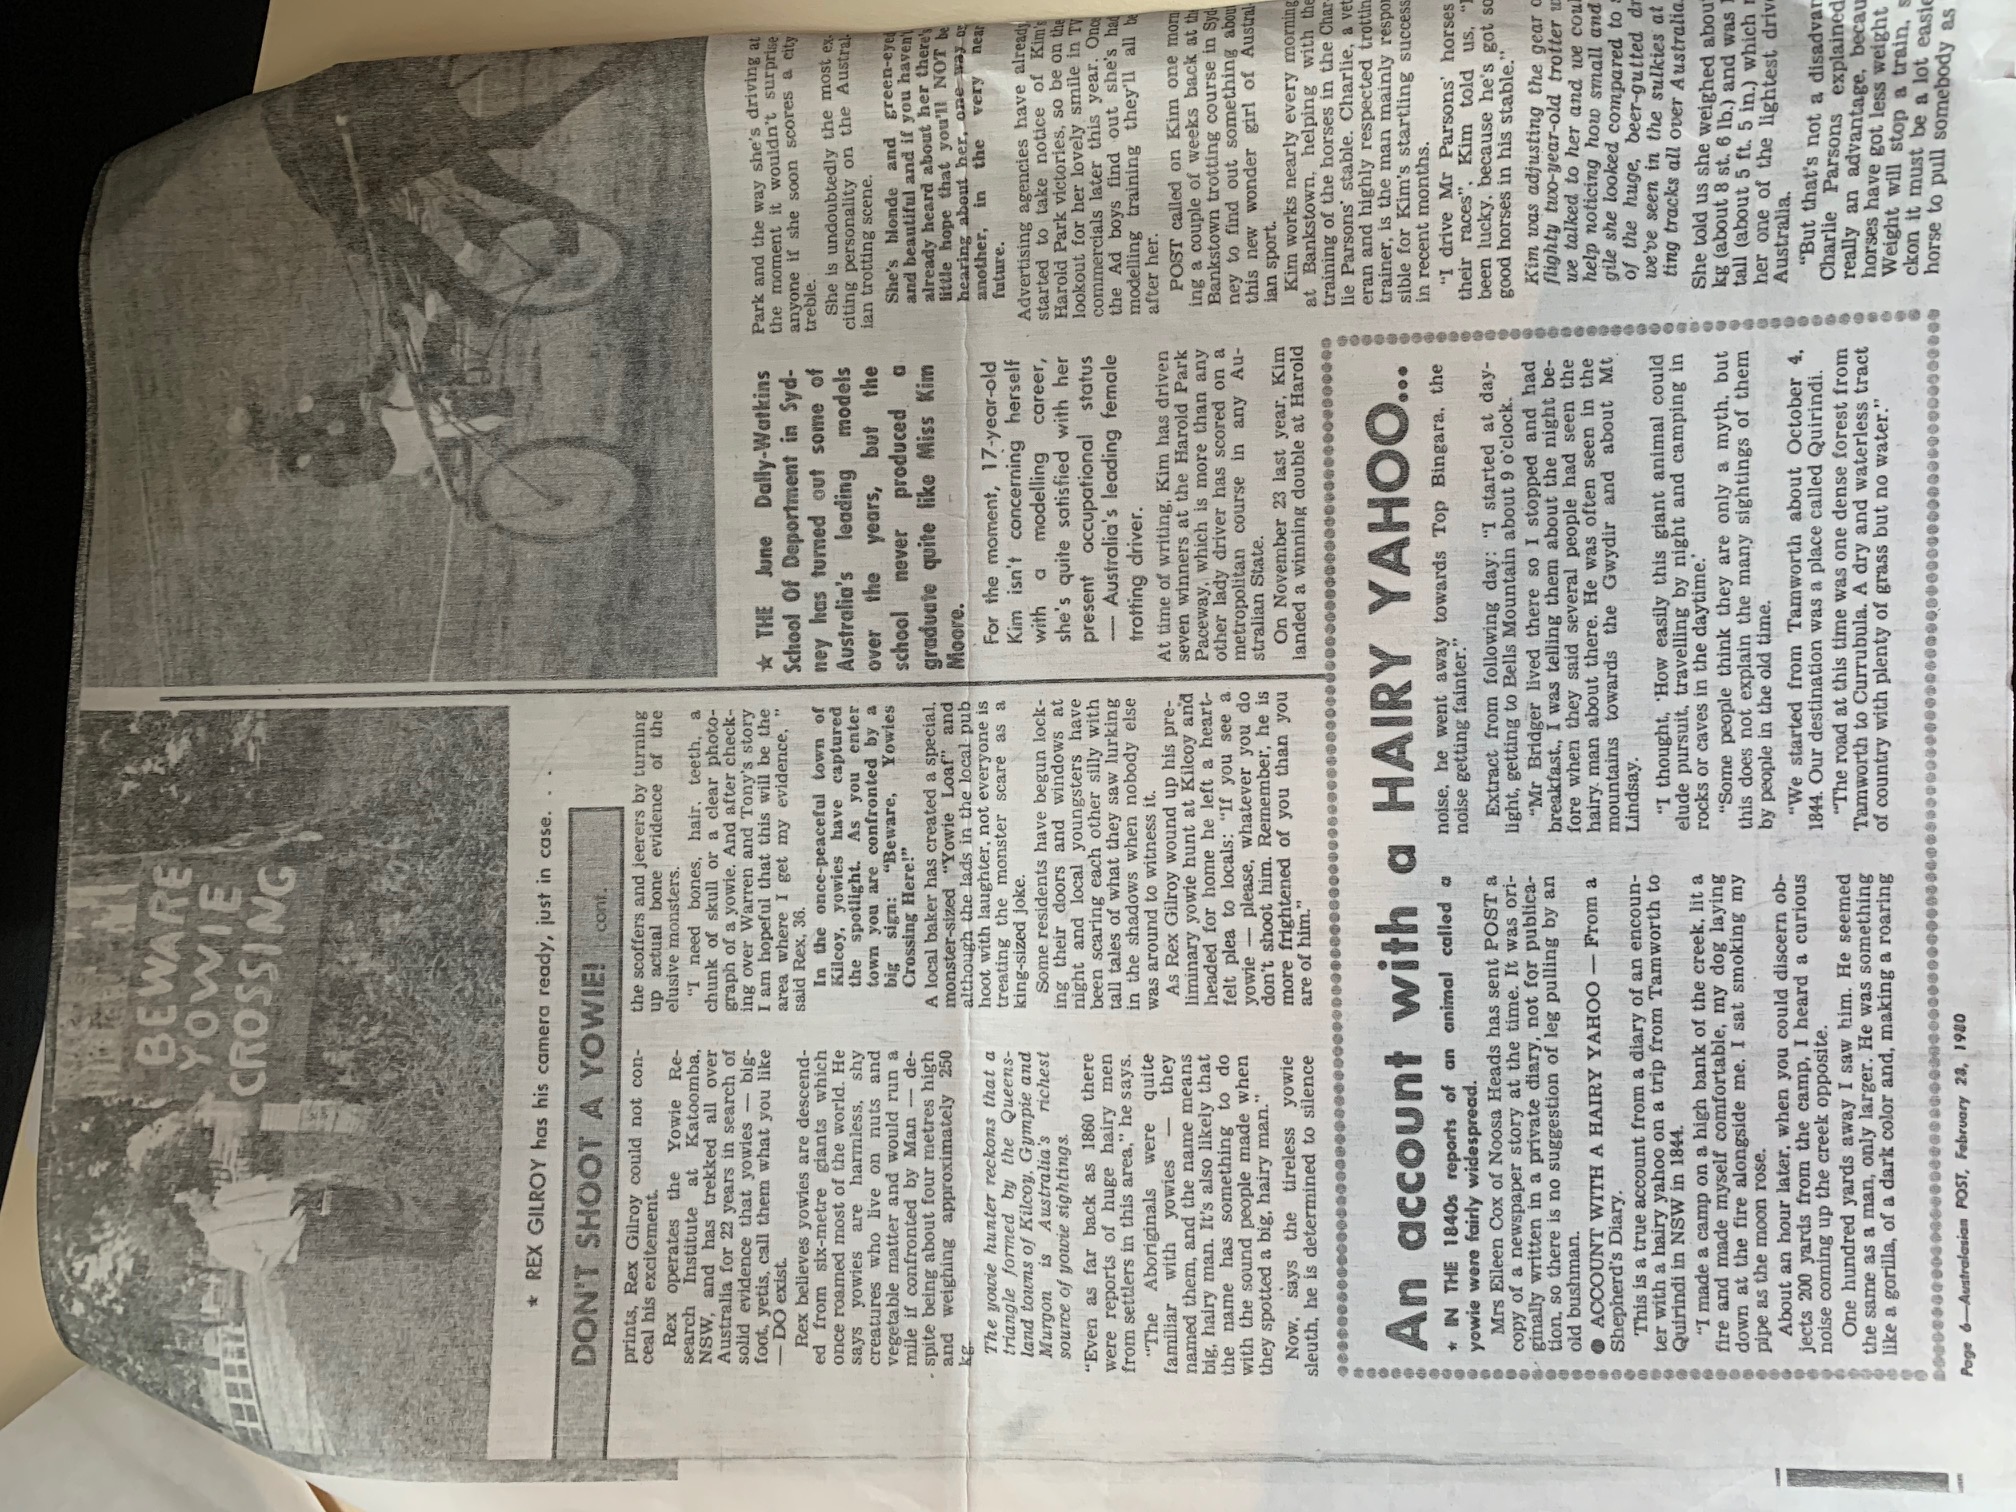 BEWARE
YOWIE
CROSSING
★ REX GILROY has his camera ready, just in case. . .
DON'T SHOOT A YOWIE! cont.
prints, Rex Gilroy could not con-
ceal his excitement.
Rex operates the Yowie Re-
search Institute at Katoomba,
NSW, and has trekked all over
Australia for 22 years in search of
solid evidence that yowies — big-
foot, yetis, call them what you like
— DO exist.
Rex believes yowies are descend-
ed from six-metre giants which
once roamed most of the world. He
says yowies are harmless, shy
creatures who live on nuts and
vegetable matter and would run a
mile if confronted by Man — de-
spite being about four metres high
and weighing approximately 250
kg.
The yowie hunter reckons that a
triangle formed by the Queens-
land towns of Kilcoy, Gympie and
Murgon is Australia's richest
source of yowie sightings.
"Even as far back as 1860 there
were reports of huge hairy men
from settlers in this area," he says.
"The Aboriginals were quite
familiar with yowies — they
named them, and the name means
big, hairy man. It's also likely that
the name has something to do
with the sound people made when
they spotted a big, hairy man."
Now, says the tireless yowie
sleuth, he is determined to silence
the scoffers and jeerers by turning
up actual bone evidence of the
elusive monsters.
"I need bones, hair, teeth, a
chunk of skull or a clear photo-
graph of a yowie. And after check-
ing over Warren and Tony's story
I am hopeful that this will be the
area where I get my evidence, "
said Rex, 36.
In the once-peaceful town of
Kilcoy, yowies have captured
the spotlight. As you enter
town you are confronted by a
big sign: "Beware, Yowies
Crossing Here!"
A local baker has created a special,
monster-sized "Yowie Loaf" and
although the lads in the local pub
hoot with laughter, not everyone is
treating the monster scare as a
king-sized joke.
Some residents have begun lock-
ing their doors and windows at
night and local youngsters have
been scaring each other silly with
tall tales of what they saw lurking
in the shadows when nobody else
was around to witness it.
As Rex Gilroy wound up his pre-
liminary yowie hunt at Kilcoy and
headed for home he left a heart-
felt plea to locals: "If you see a
yowie — please, whatever you do
don't shoot him. Remember, he is
more frightened of you than you
are of him."
★ THE June Dally-Watkins
School Of Deportment in Syd-
ney has turned out some of
Australia's leading models
over the years, but the
school never produced a
graduate quite like Miss Kim
Moore.
For the moment, 17-year-old
Kim isn't concerning herself
with a modelling career,
she's quite satisfied with her
present occupational status
— Australia's leading female
trotting driver.
At time of writing, Kim has driven
seven winners at the Harold Park
Paceway, which is more than any
other lady driver has scored on a
metropolitan course in any Au-
stralian State.
On November 23 last year, Kim
landed a winning double at Harold
Park and the way she's driving at
the moment it wouldn't surprise
anyone if she soon scores a city
treble.
She is undoubtedly the most ex-
citing personality on the Austral-
ian trotting scene.
She's blonde and green-eyed
and beautiful and if you haven't
already heard about her there's
little hope that you'll NOT be
hearing about her, one way or
another, in the very near
future.
Advertising agencies have already
started to take notice of Kim's
Harold Park victories, so be on the
lookout for her lovely smile in TV
commercials later this year. Once
the Ad boys find out she's had
modelling training they'll all be
after her.
POST called on Kim one morn-
ing a couple of weeks back at the
Bankstown trotting course in Syd-
ney to find out something about
this new wonder girl of Austral-
ian sport.
Kim works nearly every morning
at Bankstown, helping with the
training of the horses in the Char-
lie Parsons' stable. Charlie, a vet
eran and highly respected trottin
trainer, is the man mainly respo
sible for Kim's startling success
in recent months.
"I drive Mr Parsons' horses
their races", Kim told us,
been lucky, because he's got so
good horses in his stable."
Kim was adjusting the gear
flighty two-year-old trotter w
we talked to her and we coul
help noticing how small and
gile she looked compared to
of the huge, beer-gutted dr
we've seen in the sulkies at
ting tracks all over Australia.
She told us she weighed abou
kg (about 8 st. 6 lb.) and was
tall (about 5 ft. 5 in.) which
her one of the lightest driv
Australia.
"But that's not a disadvan
Charlie Parsons explained
really an advantage, becau
horses have got less weight
Weight will stop a train, s
ckon it must be a lot easie
horse to pull somebody as
An account with a HAIRY YAHOO...
★ IN THE 1840s reports of an animal called a
yowie were fairly widespread.
Mrs Eileen Cox of Noosa Heads has sent POST a
copy of a newspaper story at the time. It was ori-
ginally written in a private diary, not for publica-
tion, so there is no suggestion of leg pulling by an
old bushman.
● ACCOUNT WITH A HAIRY YAHOO — From a
Shepherd's Diary.
This is a true account from a diary of an encoun-
ter with a hairy yahoo on a trip from Tamworth to
Quirindi in NSW in 1844.
"I made a camp on a high bank of the creek, lit a
fire and made myself comfortable, my dog laying
down at the fire alongside me. I sat smoking my
pipe as the moon rose.
About an hour later, when you could discern ob-
jects 200 yards from the camp, I heard a curious
noise coming up the creek opposite.
One hundred yards away I saw him. He seemed
the same as a man, only larger. He was something
like a gorilla, of a dark color and, making a roaring
noise, he went away towards Top Bingara, the
noise getting fainter."
Extract from following day: "I started at day-
light, getting to Bells Mountain about 9 o'clock.
"Mr Bridger lived there so I stopped and had
breakfast., I was telling them about the night be-
fore when they said several people had seen the
hairy man about there. He was often seen in the
mountains towards the Gwydir and about Mt
Lindsay.
"I thought, 'How easily this giant animal could
elude pursuit, travelling by night and camping in
rocks or caves in the daytime.'
"Some people think they are only a myth, but
this does not explain the many sightings of them
by people in the old time.
"We started from Tamworth about October 4,
1844. Our destination was a place called Quirindi.
"The road at this time was one dense forest from
Tamworth to Currubula. A dry and waterless tract
of country with plenty of grass but no water."
Page 6—Australasian POST, February 28, 1980